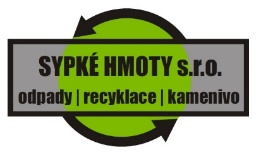 SYPKÉ HMOTY s.r.o.
odpady | recyklace | kamenivo